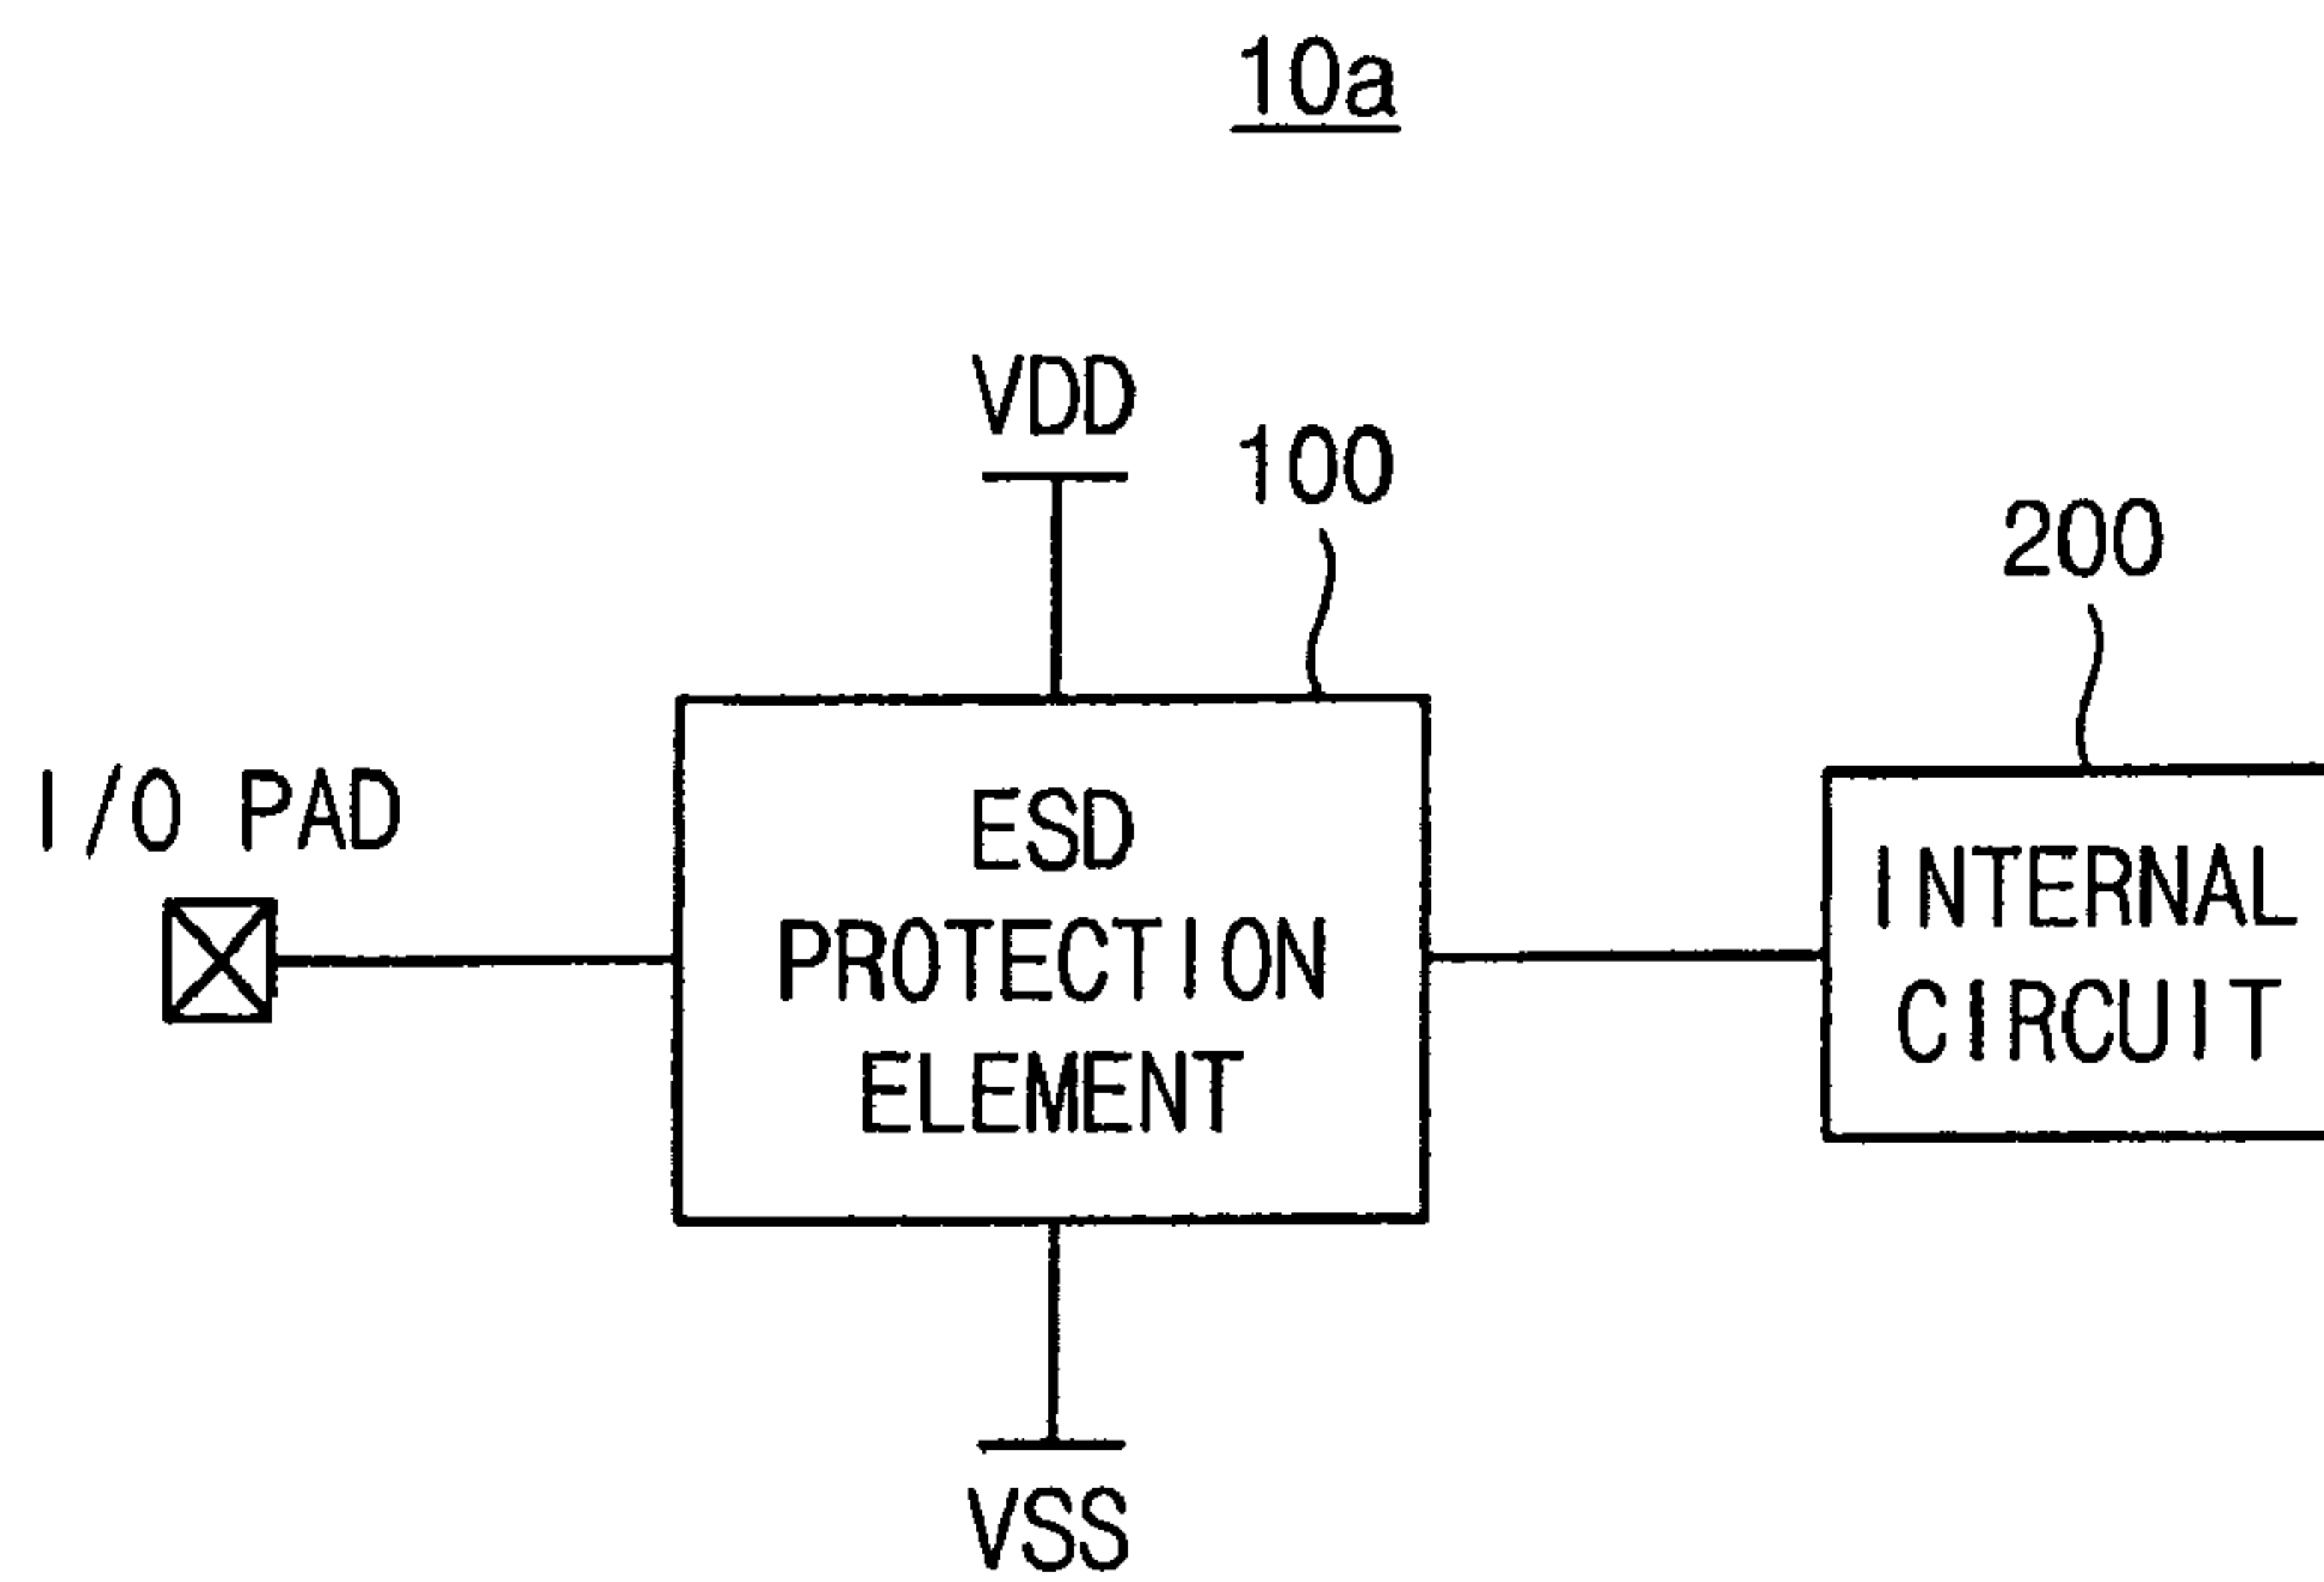 10a
VDD
100
200
I/O PAD
ESD
PROTECTION
ELEMENT
INTERNAL
CIRCUIT
VSS